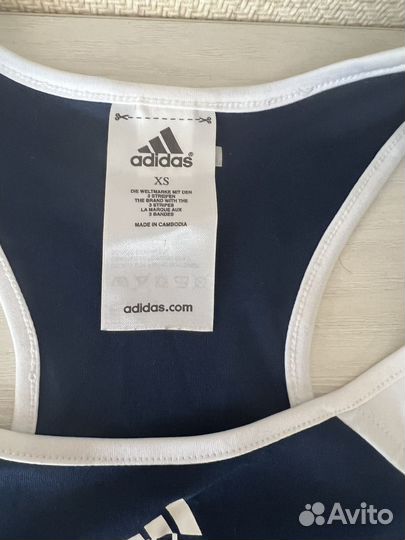 adidas
XS
DIE WELTMARKE MIT DEN
3 STREIFEN
THE BRAND WITH THE
3 STRIPES
LA MARQUE AUX
3 BANDES
MADE IN CAMBODIA
adidas.com
Avito